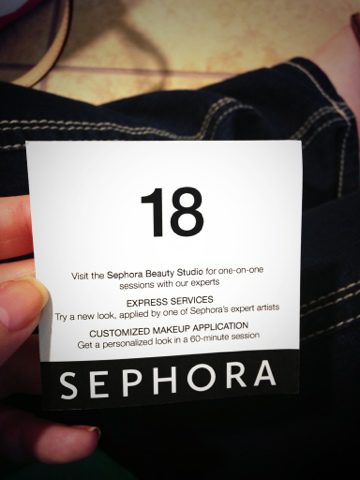 18
Visit the Sephora Beauty Studio for one-on-one
sessions with our experts
EXPRESS SERVICES
Try a new look, applied by one of Sephora's expert artists
CUSTOMIZED MAKEUP APPLICATION
Get a personalized look in a 60-minute session
SEPHORA